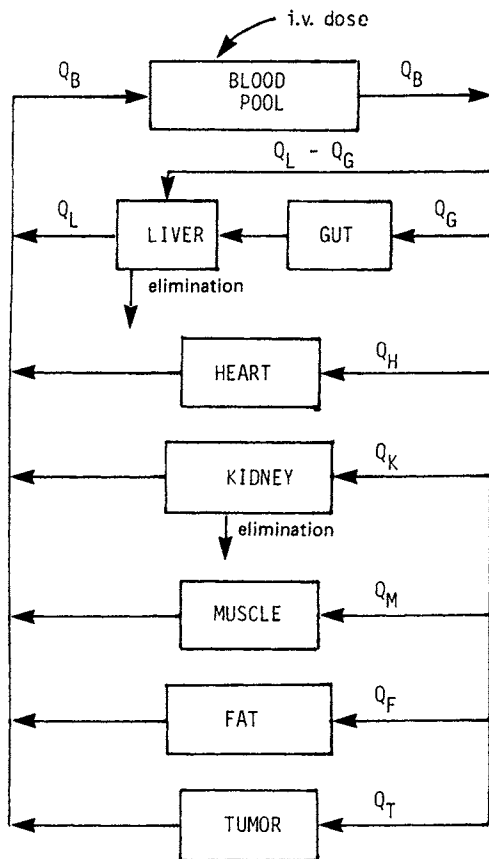 i.v. dose
Q_B
BLOOD
POOL
Q_B
Q_L - Q_G
Q_L
LIVER
GUT
Q_G
elimination
HEART
Q_H
KIDNEY
Q_K
elimination
MUSCLE
Q_M
FAT
Q_F
TUMOR
Q_T